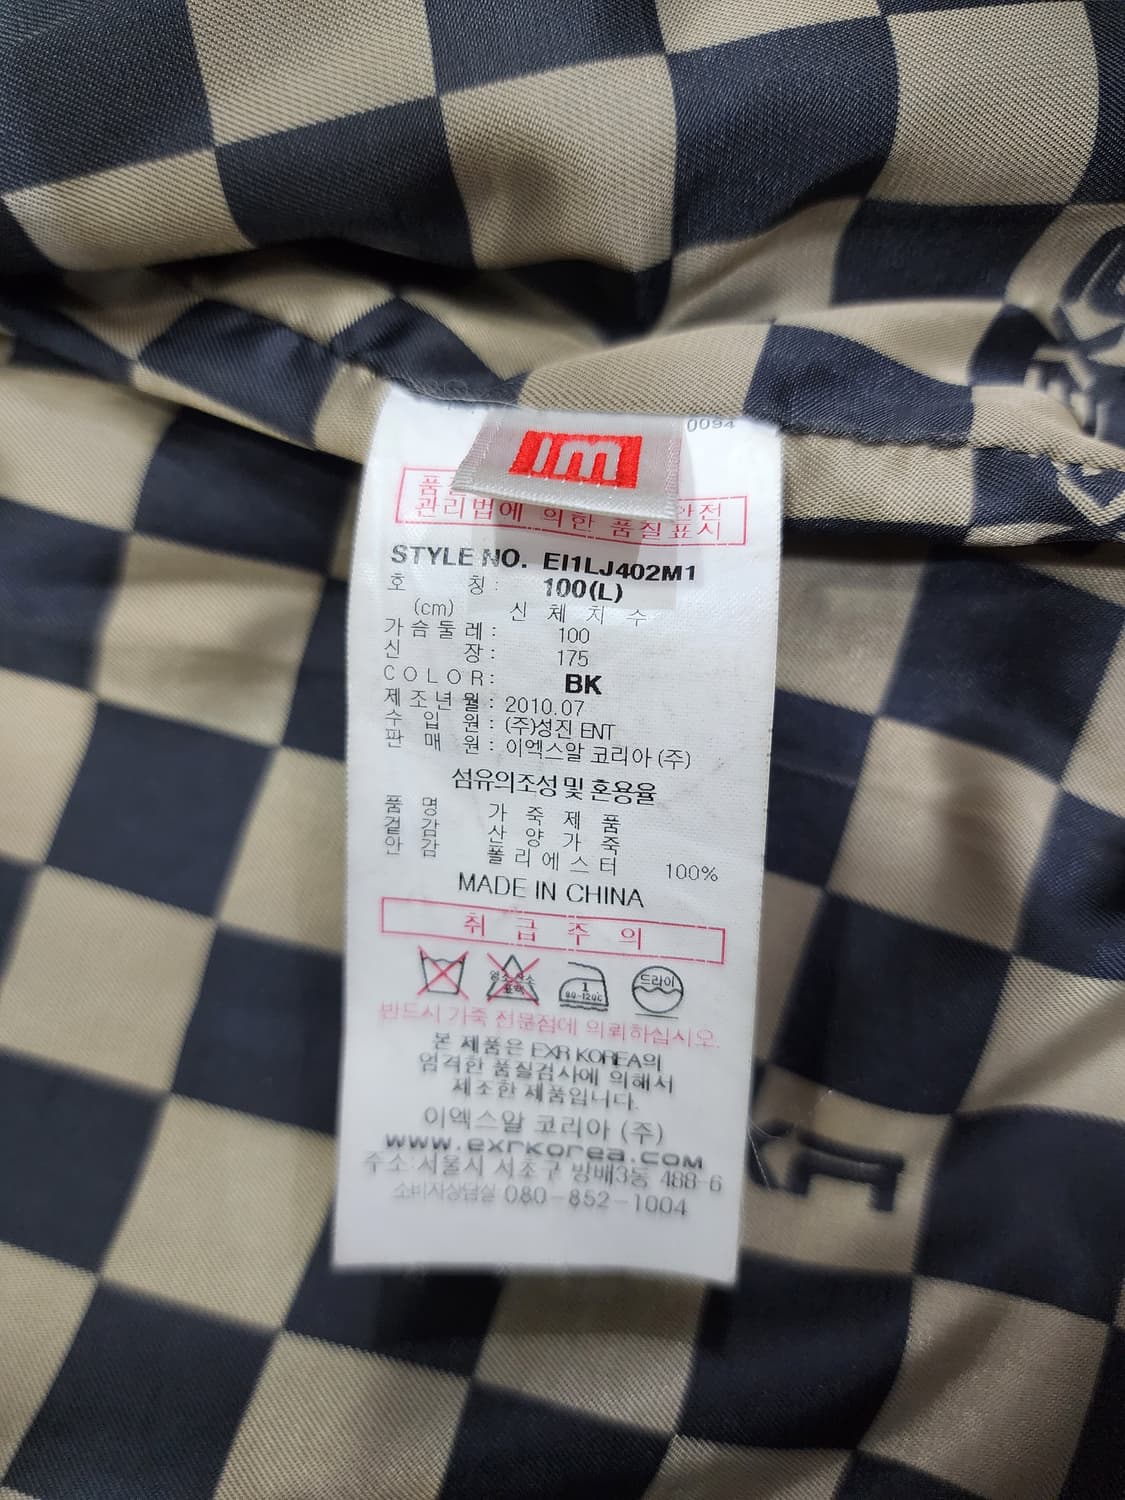 0094
품
안전
관리법에 의한 품질표시
STYLE NO. EI1LJ402M1
호 칭: 100(L)
(cm) 신 체 치 수
가슴둘레: 100
신 장: 175
COLOR: BK
제조년월: 2010.07
수 입 원: (주)성진 ENT
판 매 원: 이엑스알 코리아 (주)
섬유의조성 및 혼용율
품 명 가 죽 제 품
겉 감 산 양 가 죽
안 감 폴 리 에 스 터 100%
MADE IN CHINA
취 급 주 의
1
80~120℃
드라이
반드시 가죽 전문점에 의뢰하십시오.
본 제품은 EXR KOREA의
엄격한 품질검사에 의해서
제조한 제품입니다.
이엑스알 코리아 (주)
www.exrkorea.com
주소:서울시 서초구 방배3동 488-6
소비자상담실 080-852-1004